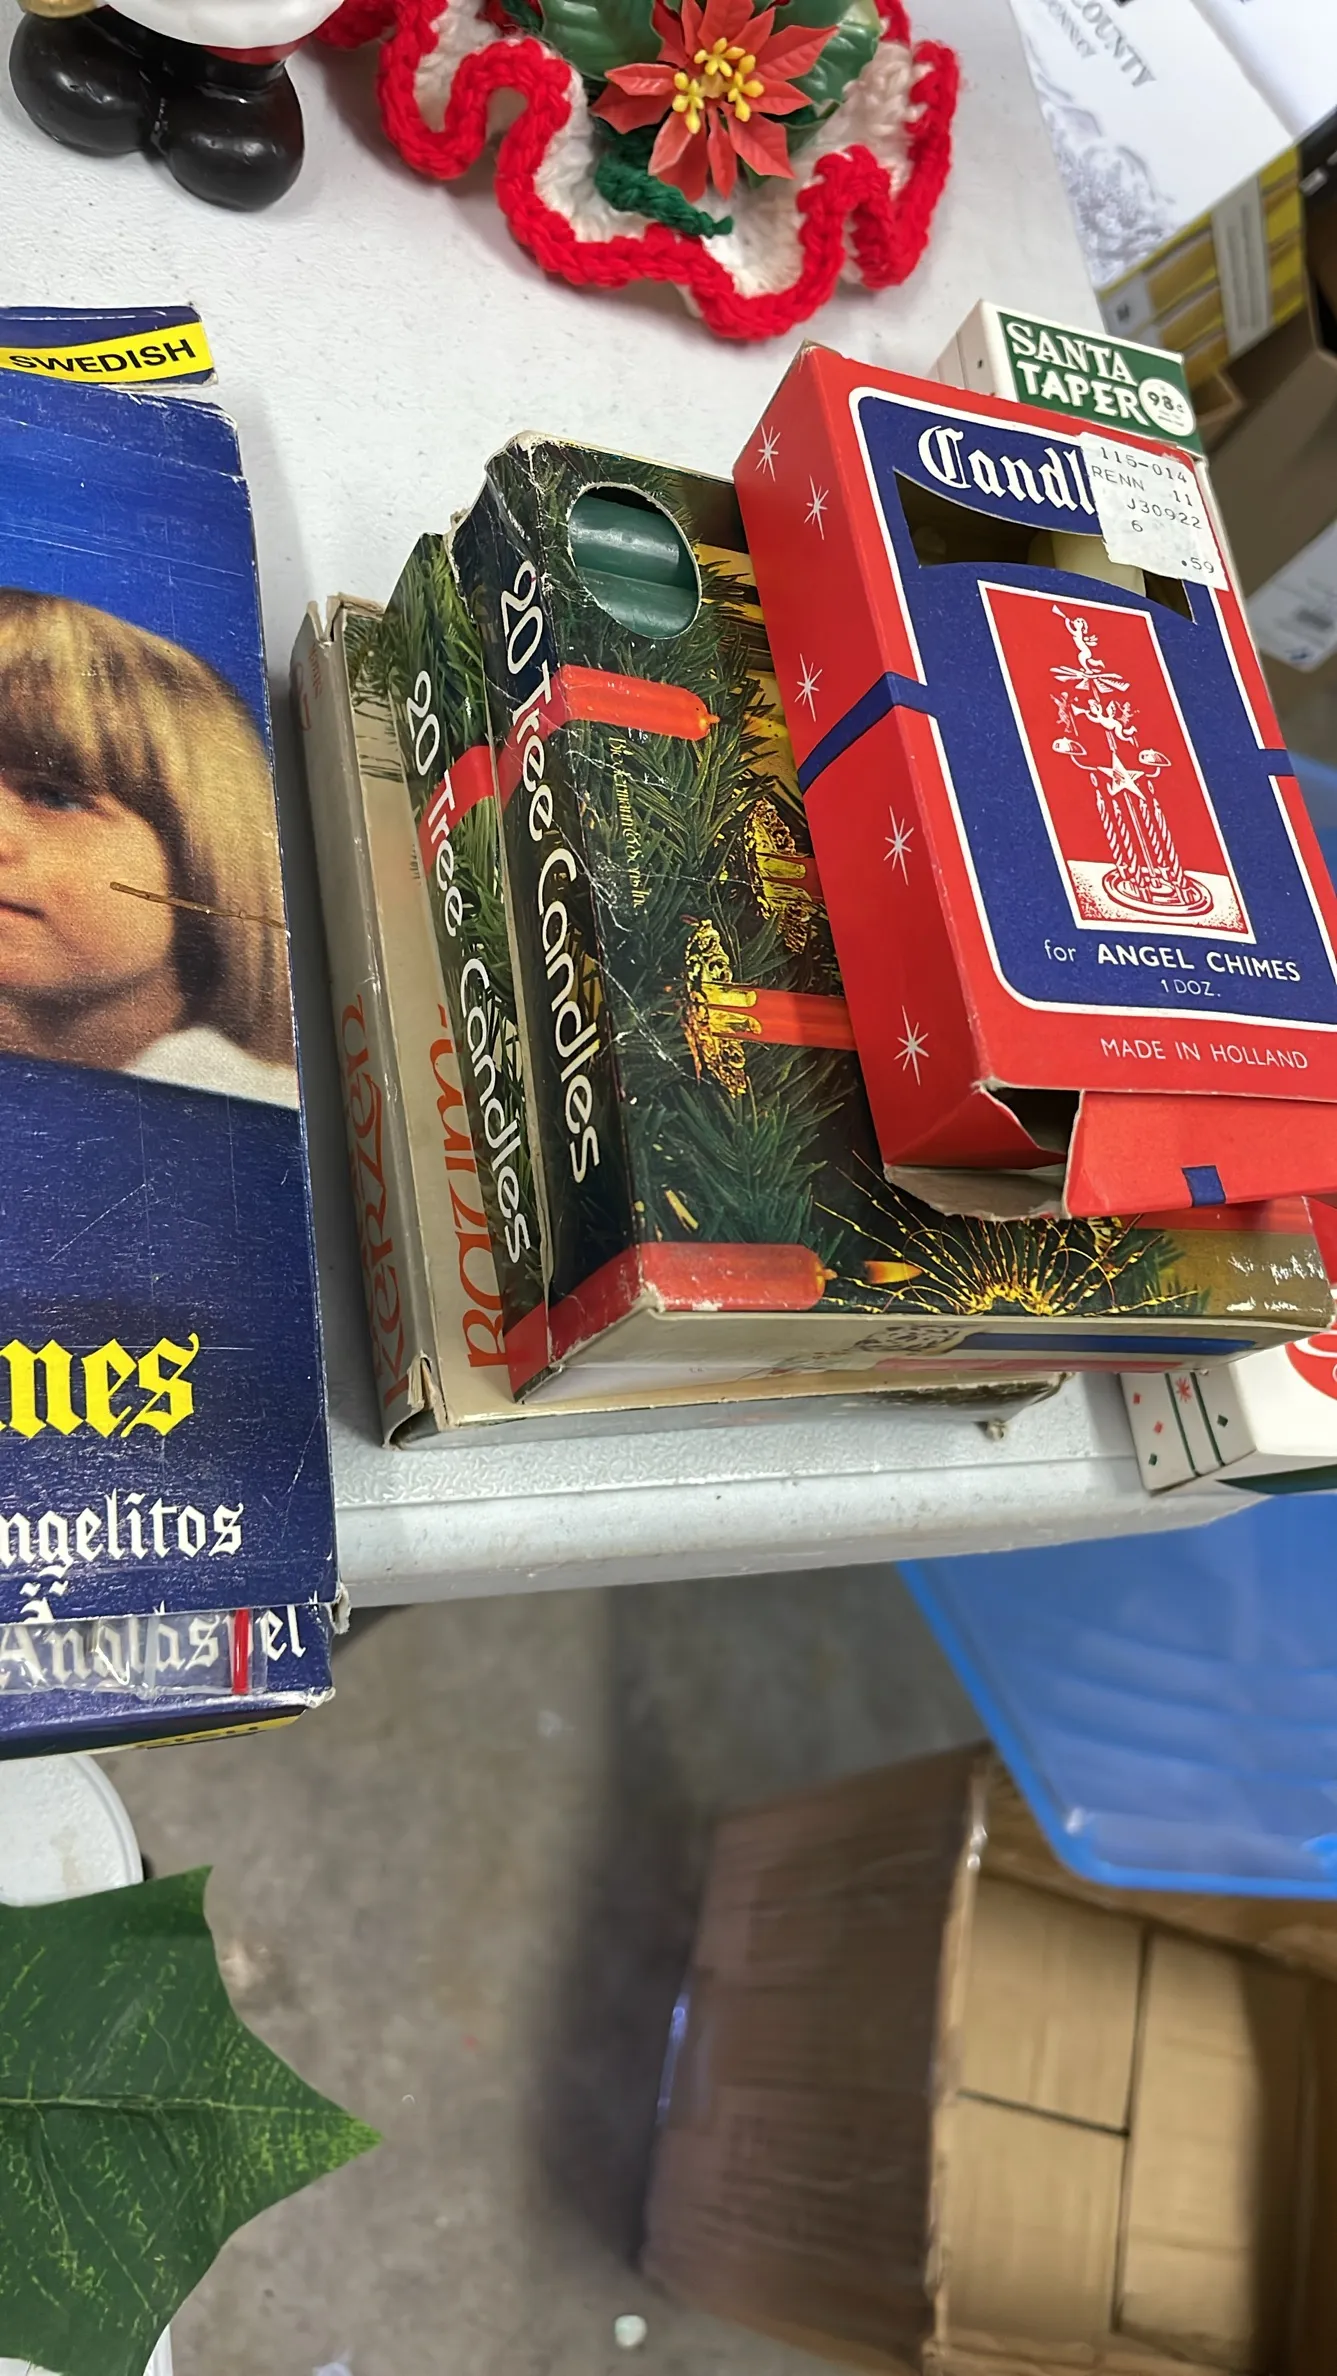 COUNTY
SWEDISH
SANTA
TAPER
98¢
Candl
115-014
RENN 11
J30922
6
.59
for ANGEL CHIMES
1 DOZ.
MADE IN HOLLAND
20 Tree Candles
20 Tree Candles
Kerzen
nes
ngelitos
Änglaspel